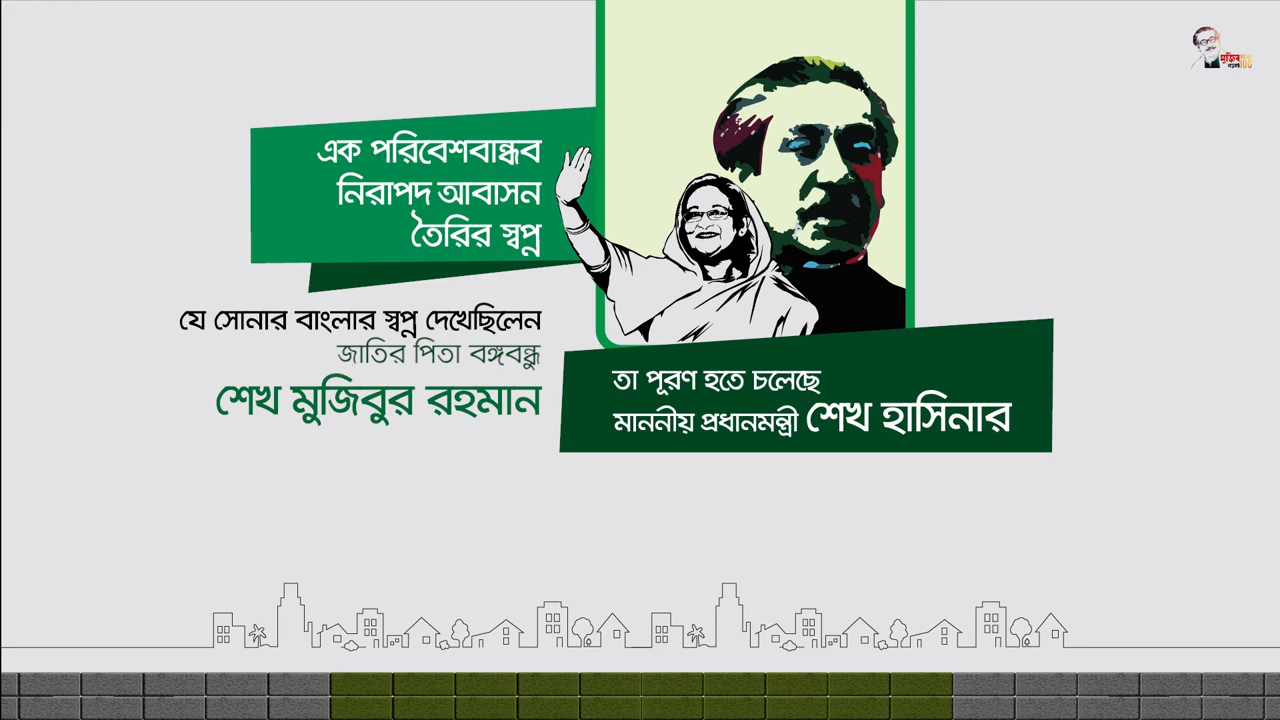 এক পরিবেশবান্ধব
নিরাপদ আবাসন
তৈরির স্বপ্ন
যে সোনার বাংলার স্বপ্ন দেখেছিলেন
জাতির পিতা বঙ্গবন্ধু
শেখ মুজিবুর রহমান
তা পূরণ হতে চলেছে
মাননীয় প্রধানমন্ত্রী শেখ হাসিনার
মুজিব